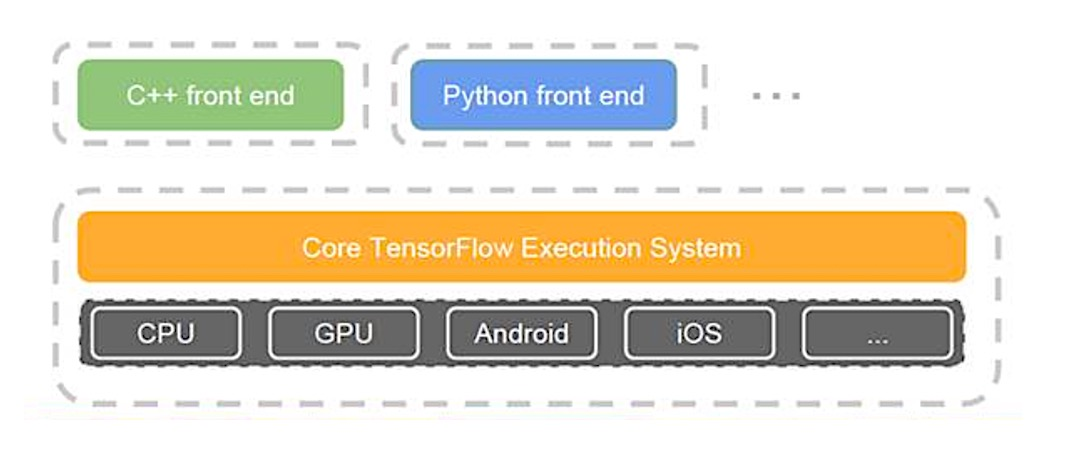 C++ front end
Python front end
...
Core TensorFlow Execution System
CPU
GPU
Android
iOS
...